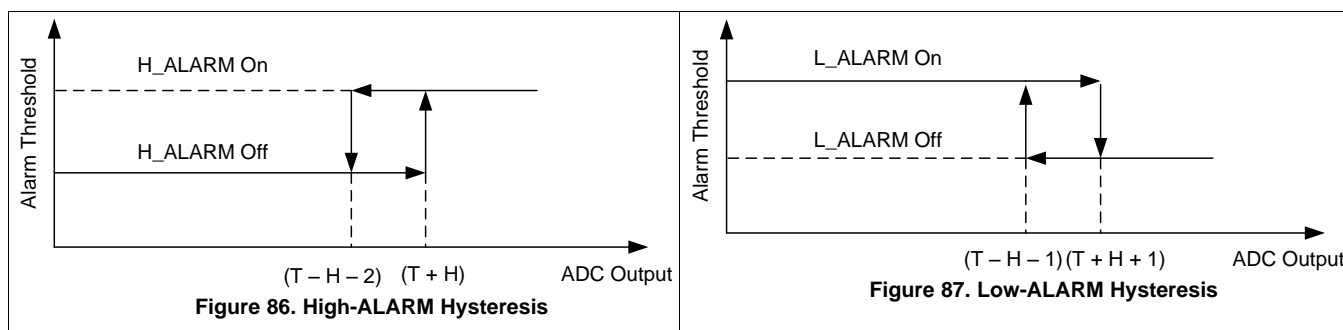 Alarm Threshold
H_ALARM On
H_ALARM Off
(T – H – 2)
(T + H)
ADC Output
Figure 86. High-ALARM Hysteresis
Alarm Threshold
L_ALARM On
L_ALARM Off
(T – H – 1)
(T + H + 1)
ADC Output
Figure 87. Low-ALARM Hysteresis